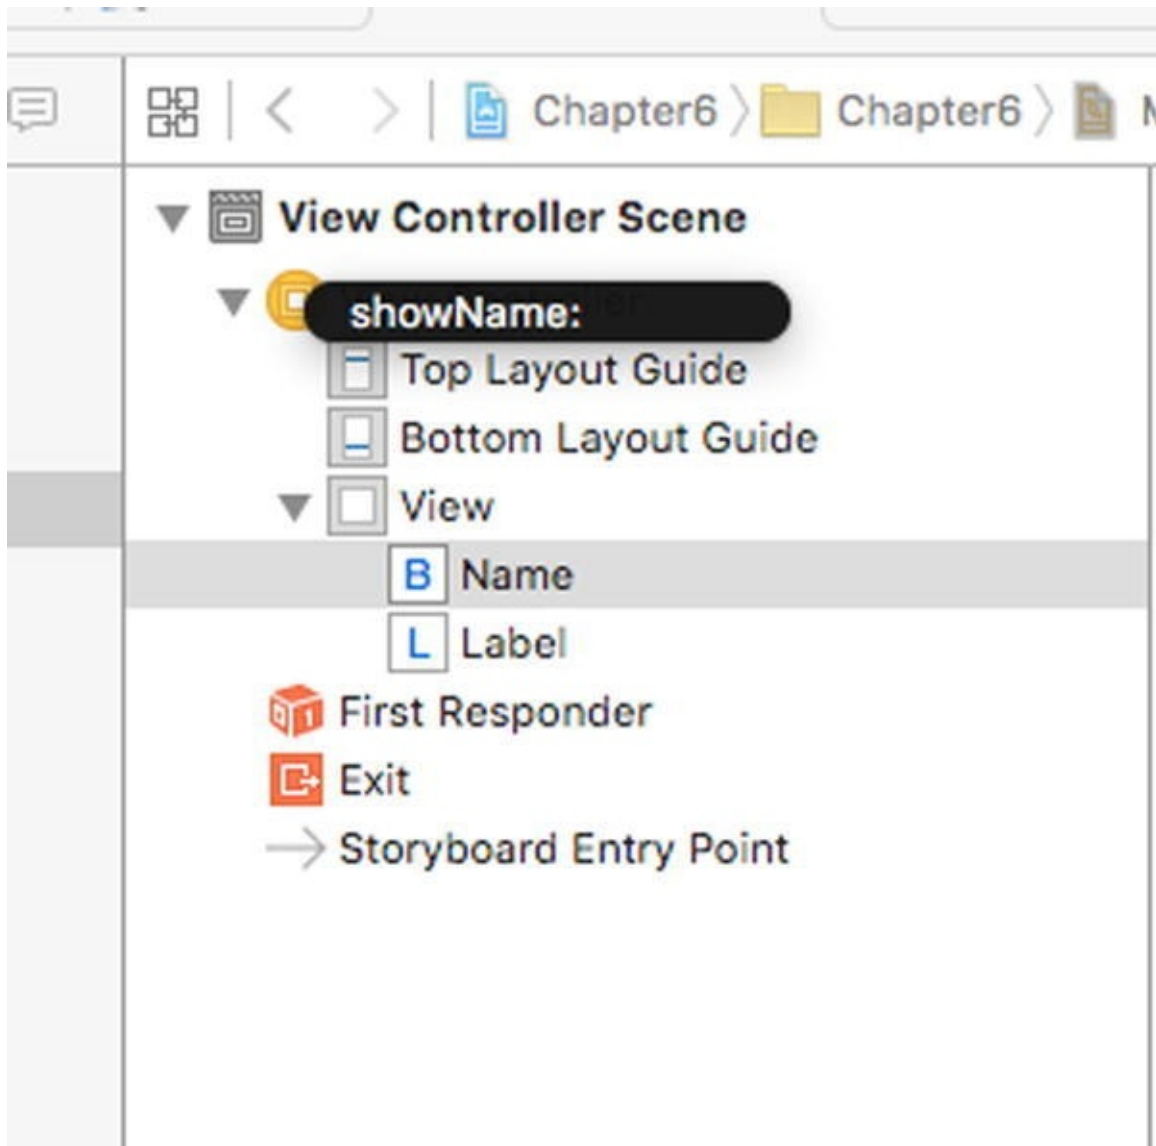 Chapter6 Chapter6
View Controller Scene
showName:
Top Layout Guide
Bottom Layout Guide
View
B Name
L Label
First Responder
Exit
Storyboard Entry Point